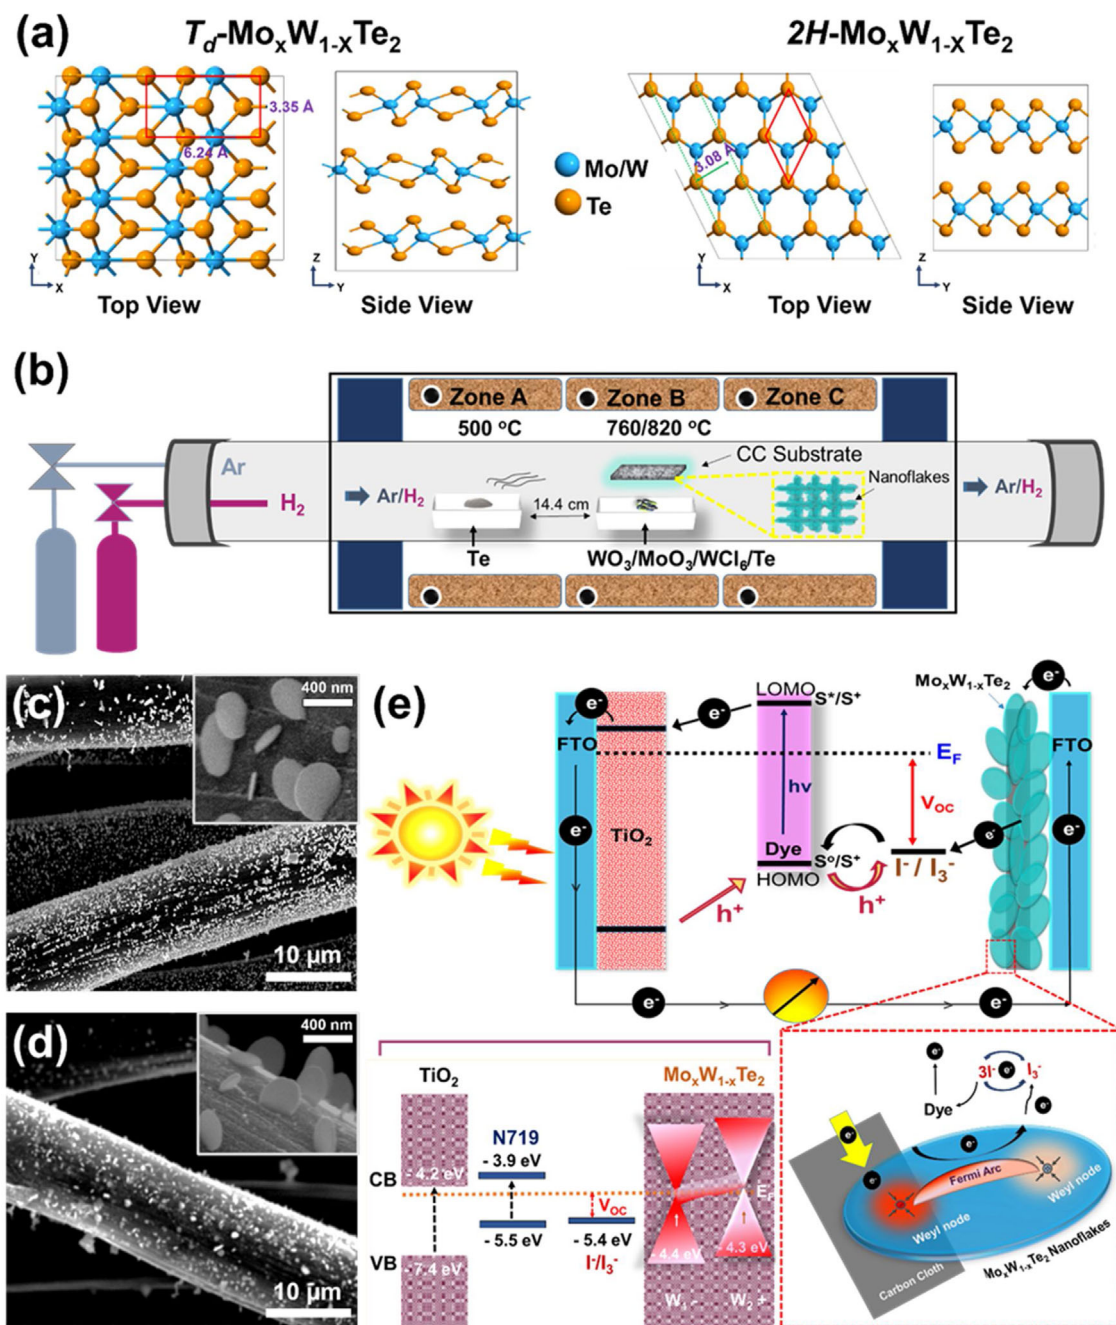 (a)
Td-MoxW1-XTe2
2H-MoxW1-XTe2
3.35 Å
6.24 Å
3.08 Å
Mo/W
Te
Y
X
Z
Y
Y
X
Z
Y
Top View
Side View
Top View
Side View
(b)
Zone A
Zone B
Zone C
500 °C
760/820 °C
Ar
H2
Ar/H2
14.4 cm
CC Substrate
Nanoflakes
Ar/H2
Te
WO3/MoO3/WCl6/Te
(c)
400 nm
10 µm
(d)
400 nm
10 µm
(e)
e-
e-
FTO
e-
TiO2
LOMO
S*/S+
hν
Dye
S°/S+
HOMO
h+
h+
EF
VOC
I-/ I3-
MoxW1-xTe2
e-
e-
FTO
e-
e-
e-
TiO2
N719
MoxW1-xTe2
CB
- 4.2 eV
- 3.9 eV
VOC
EF
- 5.5 eV
- 5.4 eV
I-/I3-
VB
- 7.4 eV
- 4.4 eV
- 4.3 eV
W1 -
W2 +
e-
3I-
e-
I3-
Dye
e-
e-
e-
e-
Fermi Arc
Weyl node
Weyl node
Carbon Cloth
MoxW1-xTe2 Nanoflakes